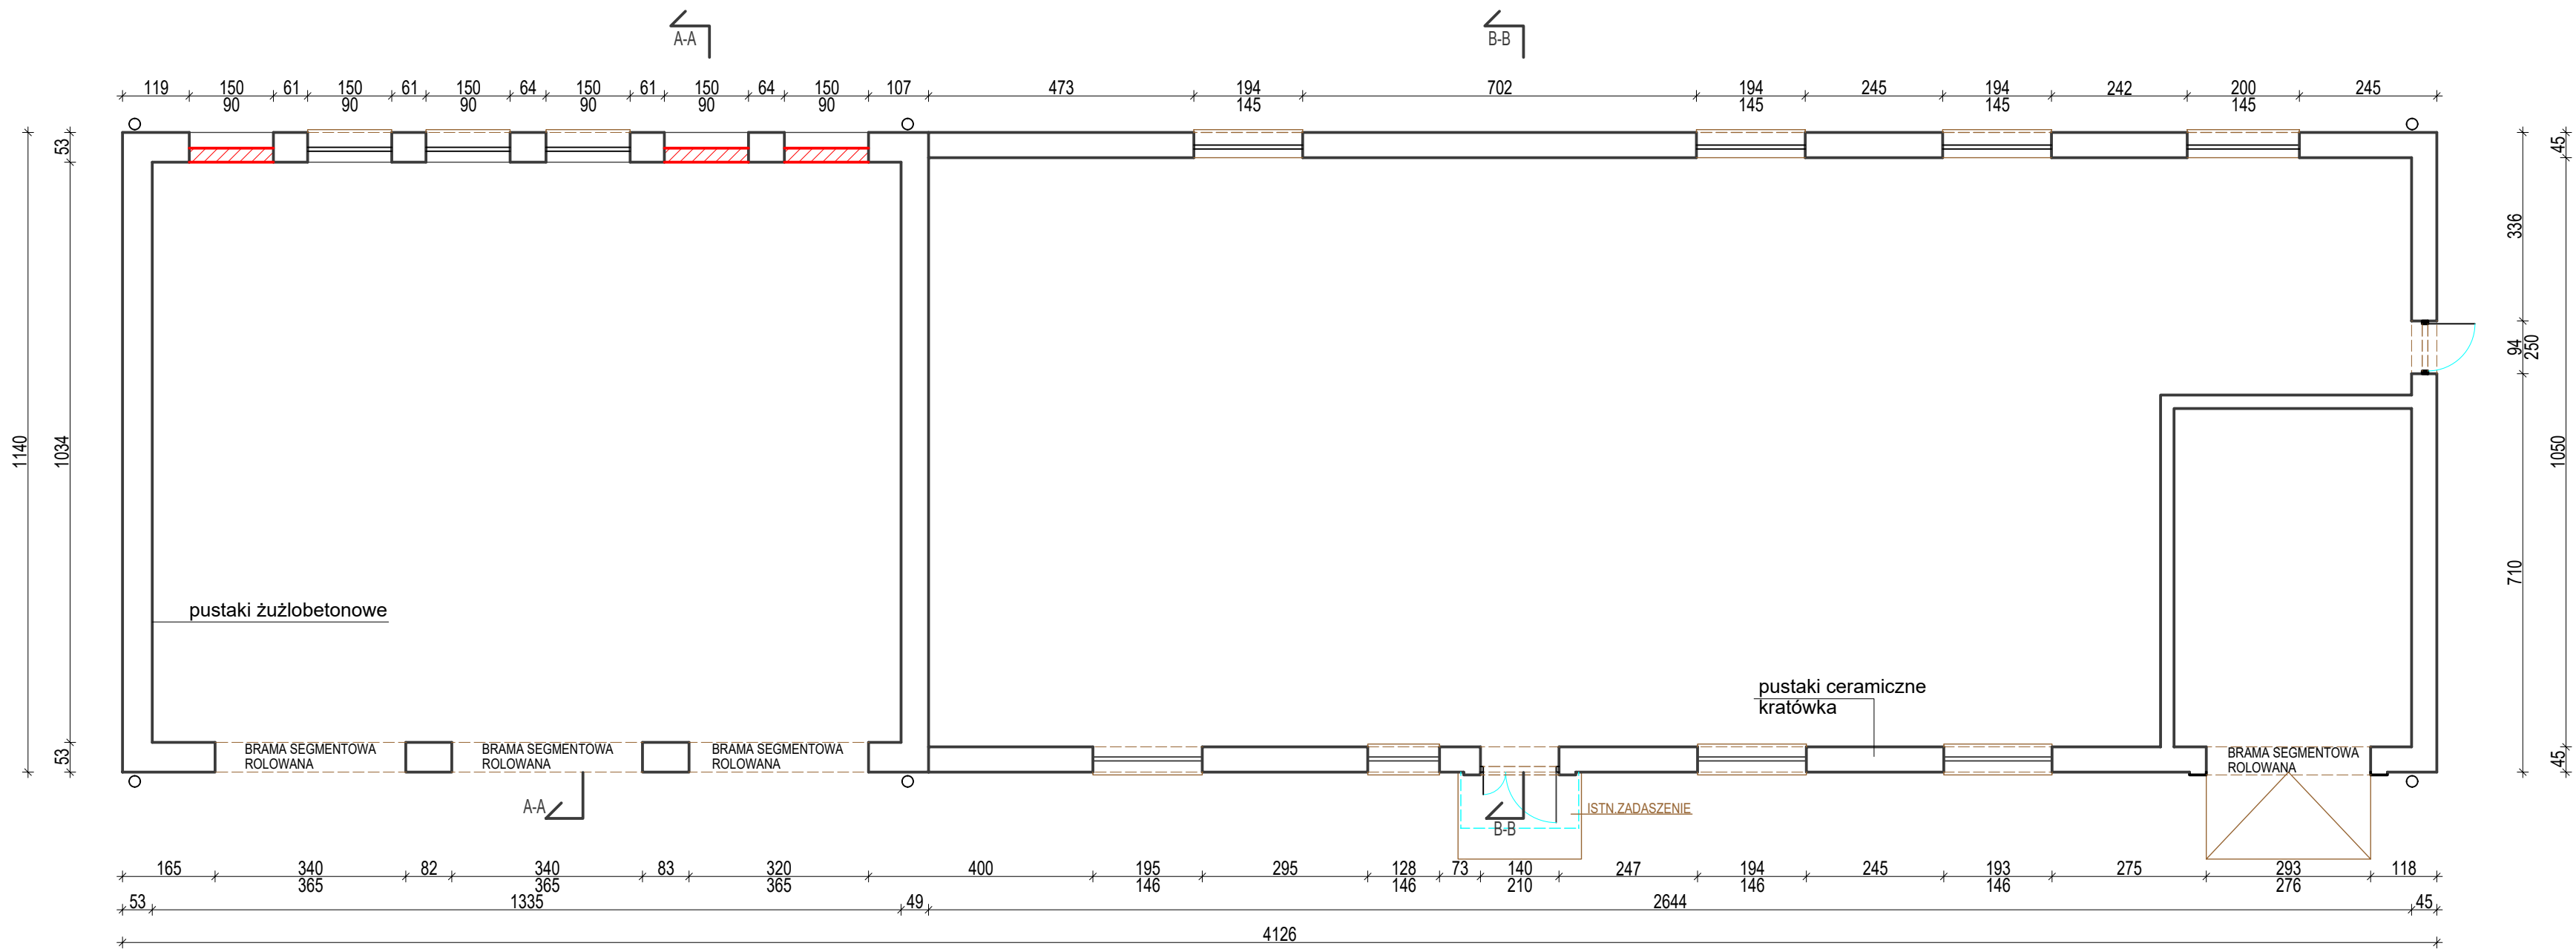 A-A
B-B
119 150 61 150 61 150 64 150 61 150 64 150 107 473 194 702 194 245 194 242 200 245
90 90 90 90 90 90 145 145 145 145
53
1034
53
1140
45
1050
45
336
94
250
710
pustaki żużlobetonowe
pustaki ceramiczne
kratówka
BRAMA SEGMENTOWA
ROLOWANA
BRAMA SEGMENTOWA
ROLOWANA
BRAMA SEGMENTOWA
ROLOWANA
BRAMA SEGMENTOWA
ROLOWANA
A-A
B-B
ISTN.ZADASZENIE
165 340 82 340 83 320 400 195 295 128 73 140 247 194 245 193 275 293 118
365 365 365 146 146 210 146 146 276
53 1335 49 2644 45
4126